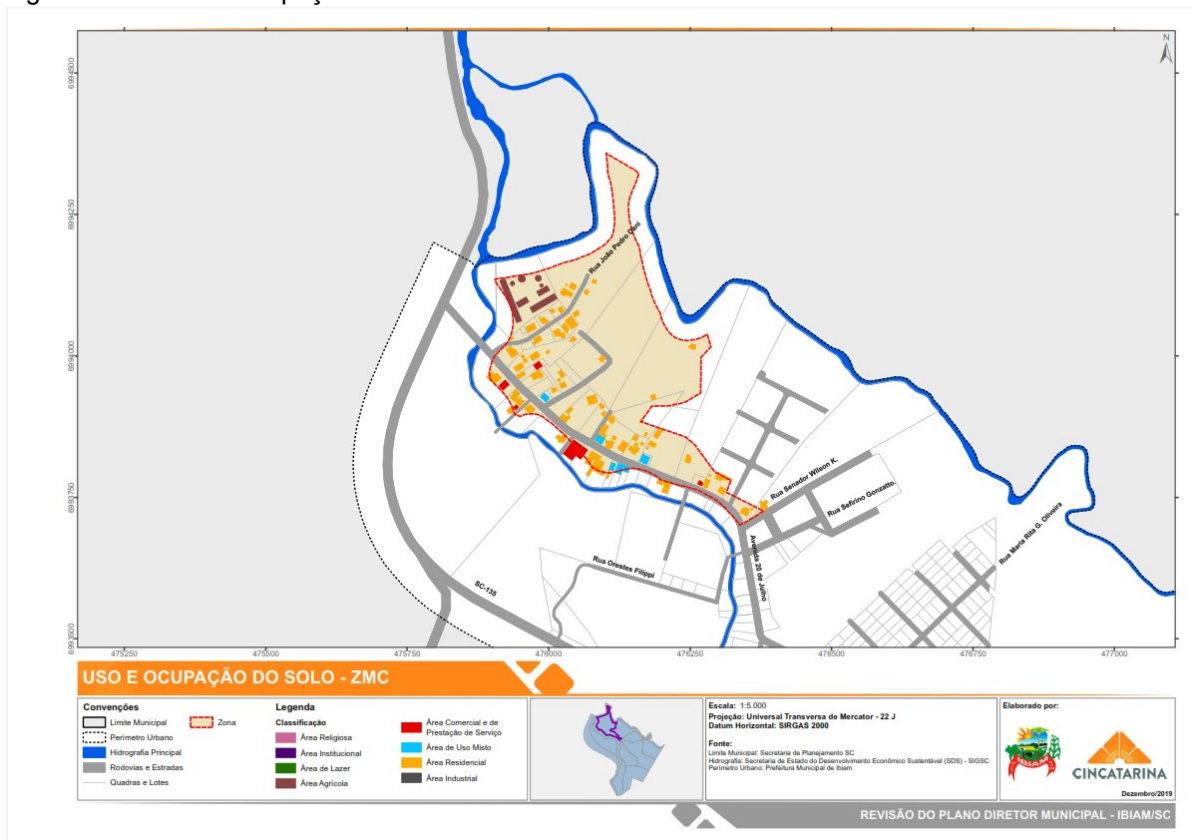 N
6994500
6994250
6994000
6993750
6993500
Rua João Pedro Dani
Rua Senador Wilson K.
Rua Sefirino Gonzatto.
Rua Maria Rita G. Oliveira
Rua Orestes Filippi
Avenida 20 de Julho
SC-135
475250
475500
475750
476000
476250
476500
476750
477000
USO E OCUPAÇÃO DO SOLO - ZMC
Convenções
Limite Municipal
Zona
Perímetro Urbano
Hidrografia Principal
Rodovias e Estradas
Quadras e Lotes
Legenda
Classificação
Área Religiosa
Área Institucional
Área de Lazer
Área Agrícola
Área Comercial e de
Prestação de Serviço
Área de Uso Misto
Área Residencial
Área Industrial
Escala: 1:5.000
Projeção: Universal Transversa de Mercator - 22 J
Datum Horizontal: SIRGAS 2000
Fonte:
Limite Municipal: Secretaria de Planejamento SC
Hidrografia: Secretaria de Estado do Desenvolvimento Econômico Sustentável (SDS) - SIGSC
Perímetro Urbano: Prefeitura Municipal de Ibiam
Elaborado por:
IBIAM
CINCATARINA
Dezembro/2019
REVISÃO DO PLANO DIRETOR MUNICIPAL - IBIAM/SC